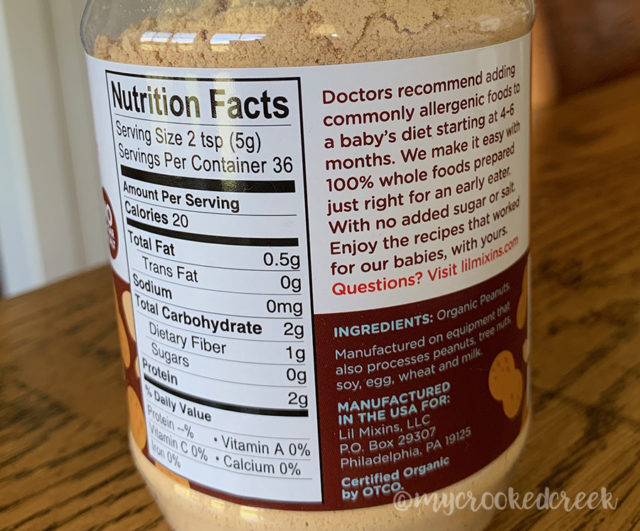 Nutrition Facts
Serving Size 2 tsp (5g)
Servings Per Container 36
Amount Per Serving
Calories 20
Total Fat 0.5g
Trans Fat 0g
Sodium 0mg
Total Carbohydrate 2g
Dietary Fiber 1g
Sugars 0g
Protein 2g
% Daily Value
Protein --% • Vitamin A 0%
Vitamin C 0% • Calcium 0%
Iron 0%
Doctors recommend adding
commonly allergenic foods to
a baby's diet starting at 4-6
months. We make it easy with
100% whole foods prepared
just right for an early eater.
With no added sugar or salt.
Enjoy the recipes that worked
for our babies, with yours.
Questions? Visit lilmixins.com
INGREDIENTS: Organic Peanuts.
Manufactured on equipment that
also processes peanuts, tree nuts,
soy, egg, wheat and milk.
MANUFACTURED
IN THE USA FOR:
Lil Mixins, LLC
P.O. Box 29307
Philadelphia, PA 19125
Certified Organic
by OTCO.
©mycrookedcreek